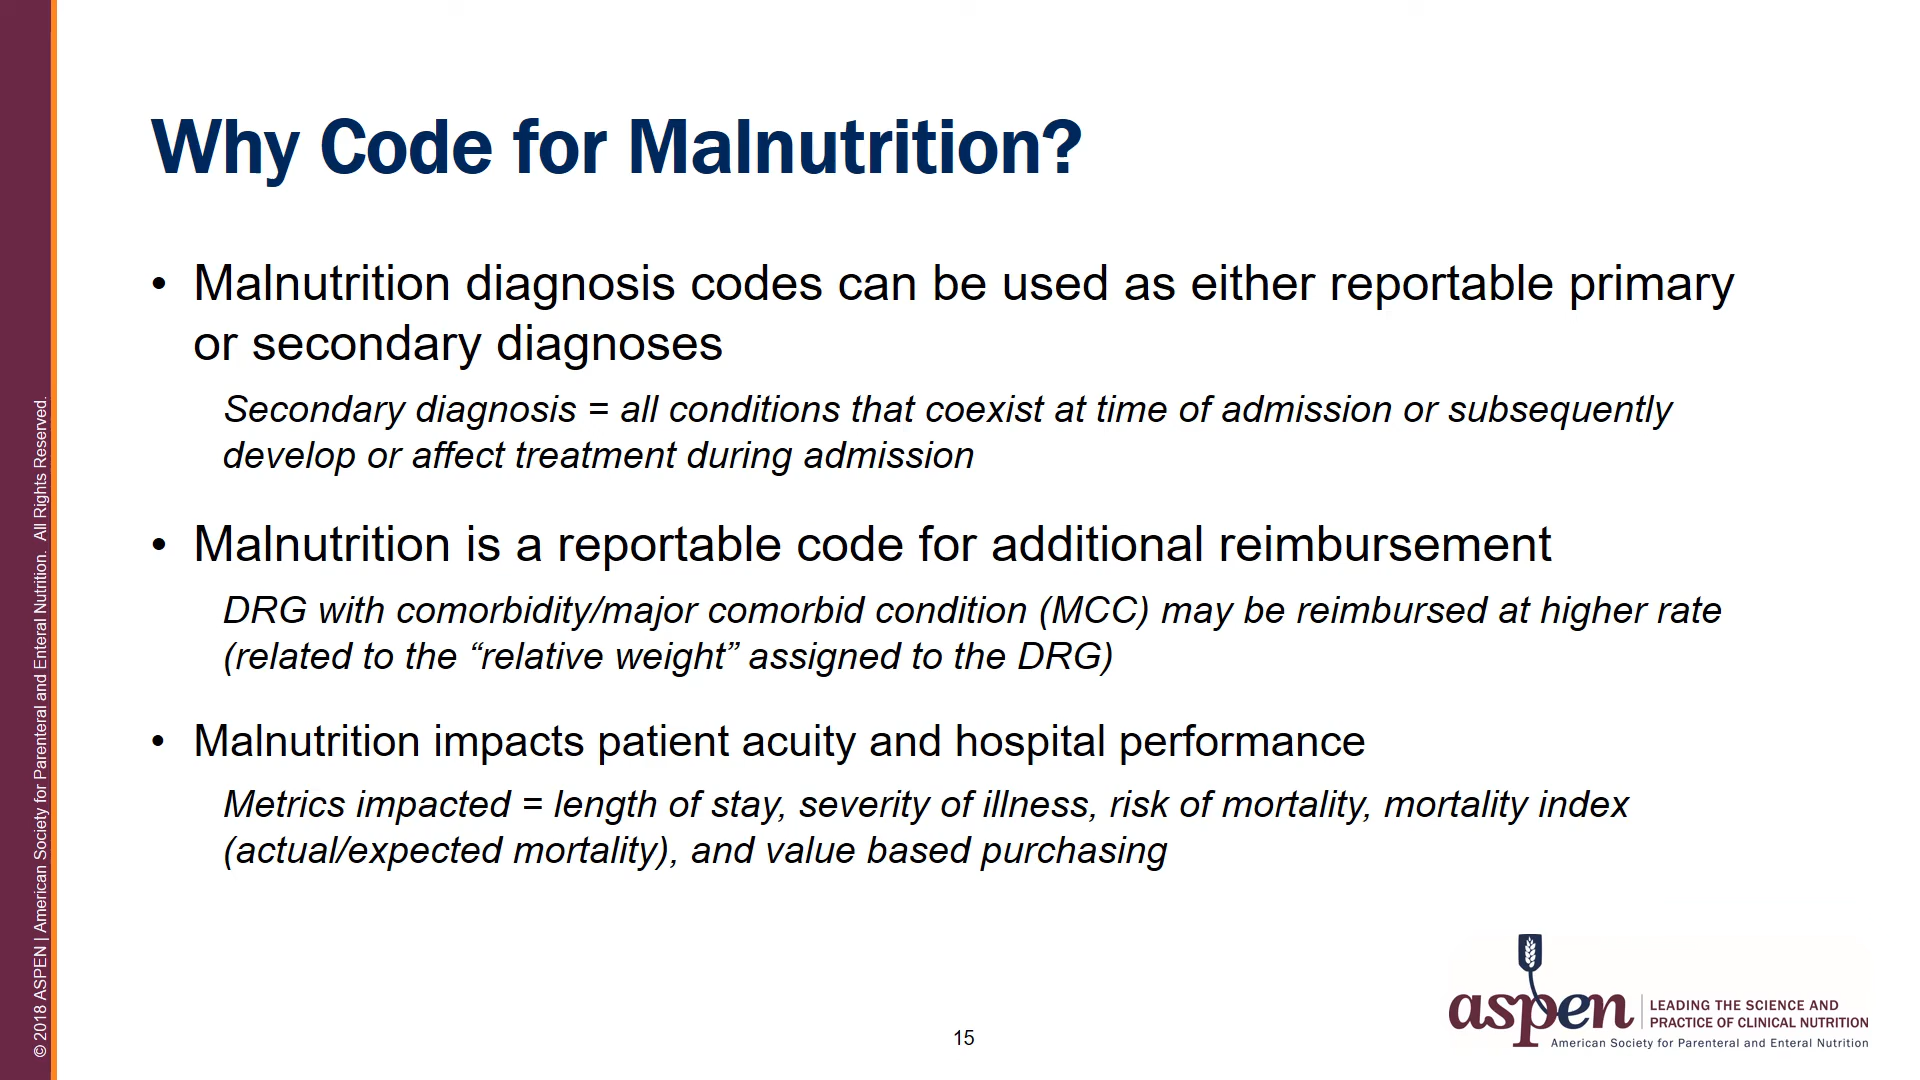 Why Code for Malnutrition?
• Malnutrition diagnosis codes can be used as either reportable primary
or secondary diagnoses
Secondary diagnosis = all conditions that coexist at time of admission or subsequently
develop or affect treatment during admission
• Malnutrition is a reportable code for additional reimbursement
DRG with comorbidity/major comorbid condition (MCC) may be reimbursed at higher rate
(related to the “relative weight” assigned to the DRG)
• Malnutrition impacts patient acuity and hospital performance
Metrics impacted = length of stay, severity of illness, risk of mortality, mortality index
(actual/expected mortality), and value based purchasing
© 2018 ASPEN | American Society for Parenteral and Enteral Nutrition. All Rights Reserved.
15
aspen
LEADING THE SCIENCE AND
PRACTICE OF CLINICAL NUTRITION
American Society for Parenteral and Enteral Nutrition